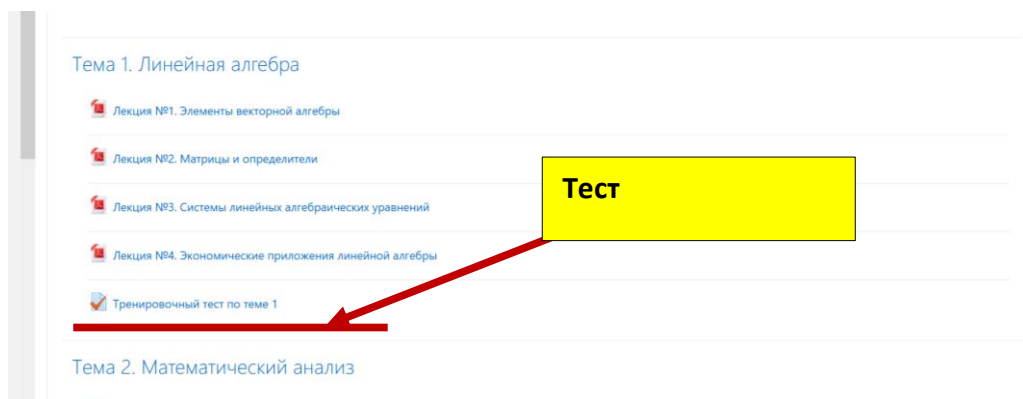 Тема 1. Линейная алгебра
Лекция №1. Элементы векторной алгебры
Лекция №2. Матрицы и определители
Тест
Лекция №3. Системы линейных алгебраических уравнений
Лекция №4. Экономические приложения линейной алгебры
Тренировочный тест по теме 1
Тема 2. Математический анализ